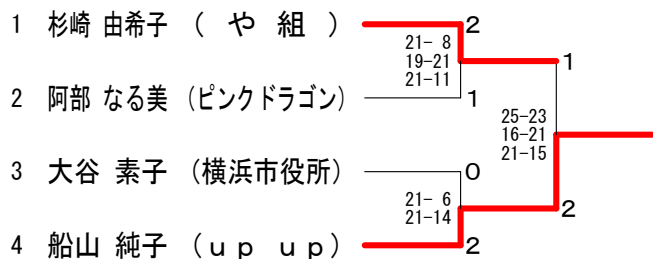 1 杉崎 由希子 （ や 組 ） 2
21- 8
19-21
21-11
1
2 阿部 なる美 （ピンクドラゴン） 1
25-23
16-21
21-15
3 大谷 素子 （横浜市役所） 0
21- 6
21-14
2
4 船山 純子 （ｕｐ ｕｐ） 2